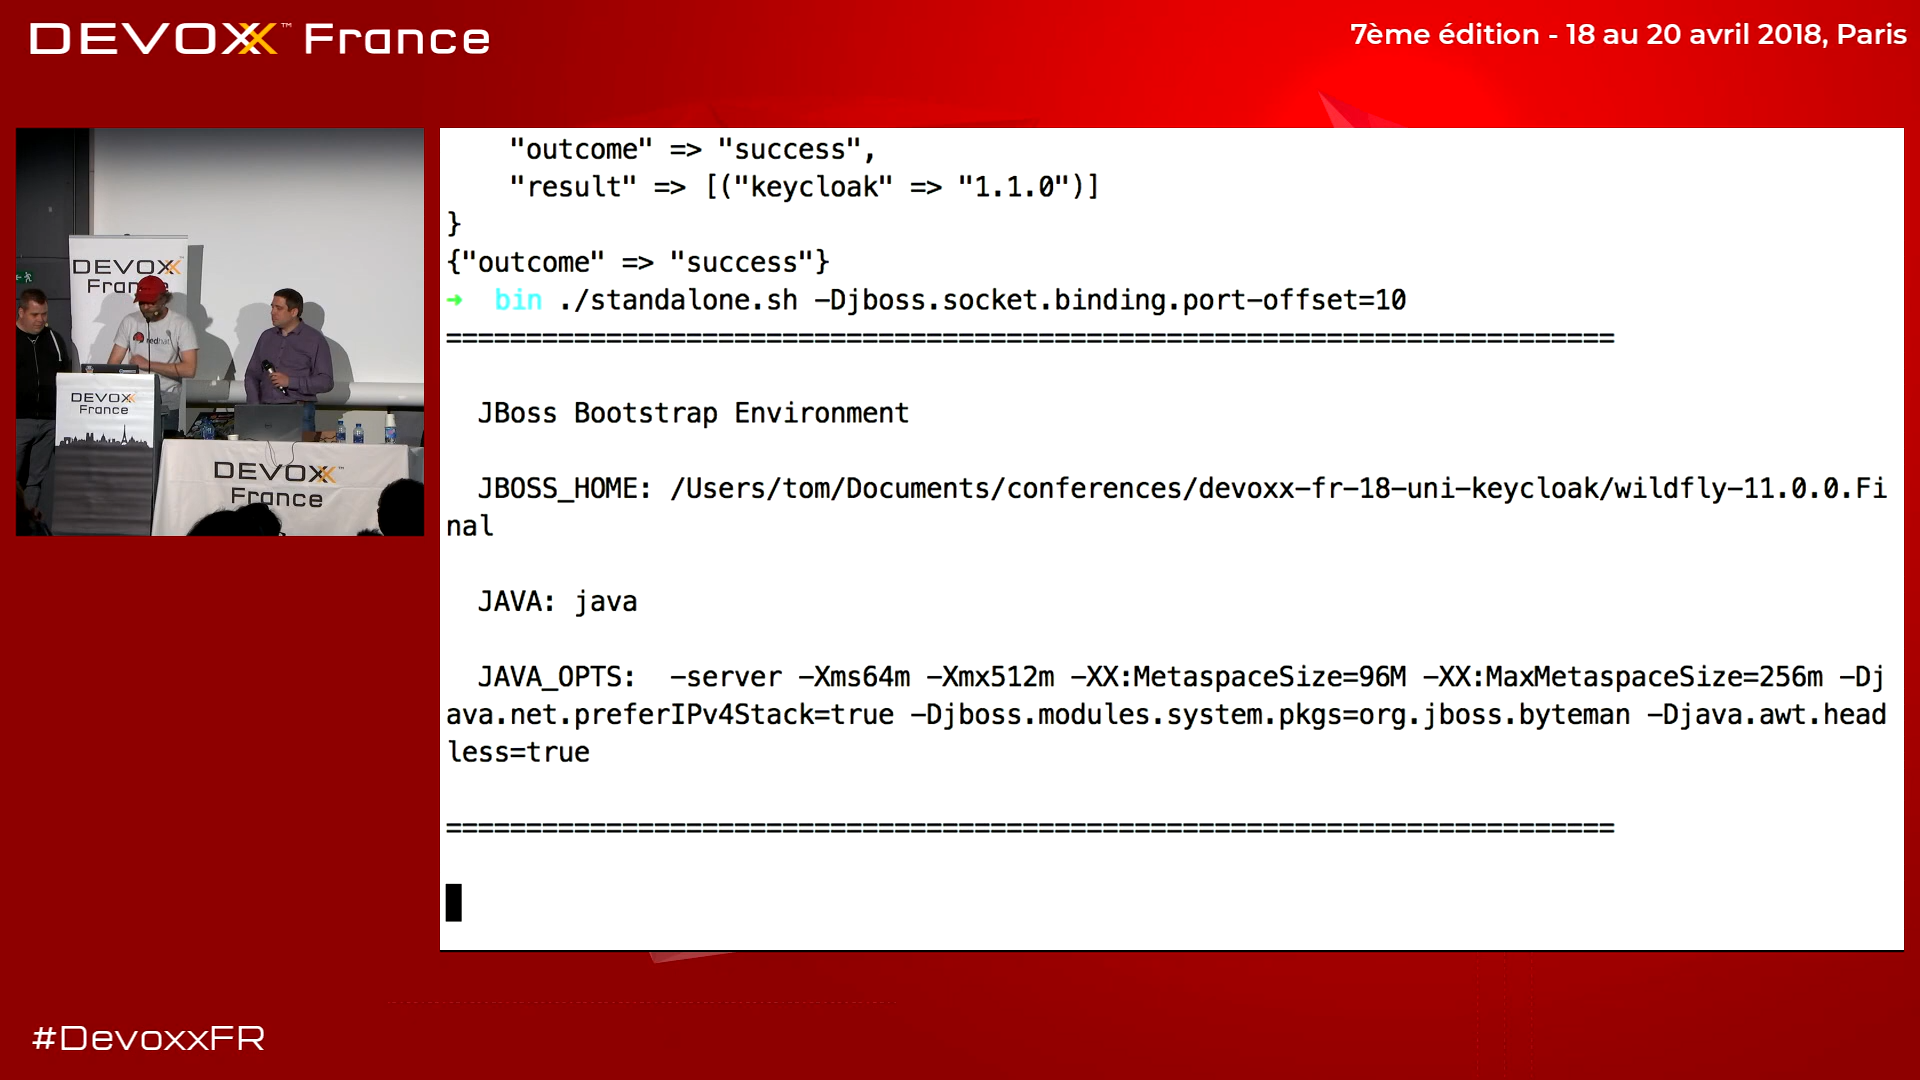 DEVOXX™ France
7ème édition - 18 au 20 avril 2018, Paris
DEVOXX
France
DEVOXX
France
DEVOXX™
France
redhat
"outcome" => "success",
"result" => [("keycloak" => "1.1.0")]
}
{"outcome" => "success"}
➜ bin ./standalone.sh -Djboss.socket.binding.port-offset=10
=========================================================================
JBoss Bootstrap Environment
JBOSS_HOME: /Users/tom/Documents/conferences/devoxx-fr-18-uni-keycloak/wildfly-11.0.0.Fi
nal
JAVA: java
JAVA_OPTS: -server -Xms64m -Xmx512m -XX:MetaspaceSize=96M -XX:MaxMetaspaceSize=256m -Dj
ava.net.preferIPv4Stack=true -Djboss.modules.system.pkgs=org.jboss.byteman -Djava.awt.head
less=true
=========================================================================
#DevoxxFR